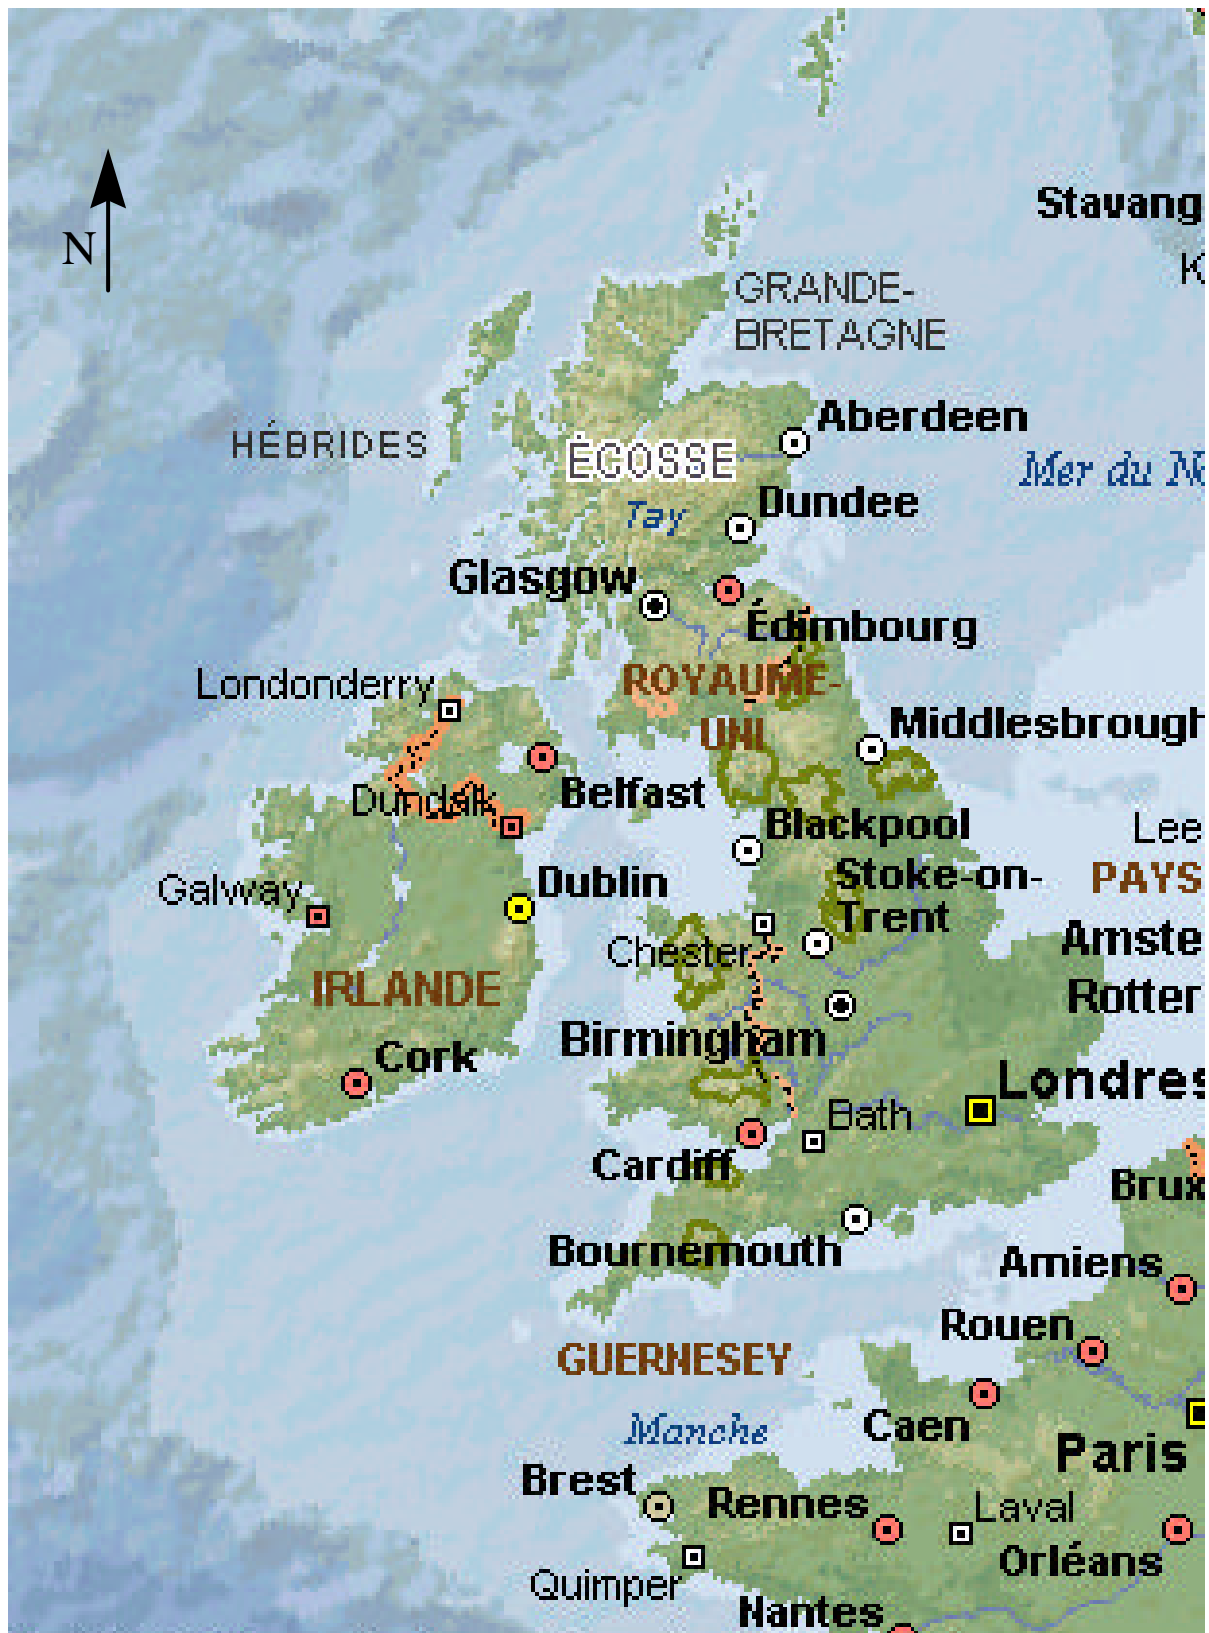 Stavang
K
N
GRANDE-
BRETAGNE
Aberdeen
HÉBRIDES
ÉCOSSE
Mer du No
Dundee
Tay
Glasgow
Édimbourg
Londonderry
ROYAUME-
UNI
Middlesbrough
Belfast
Dundalk
Blackpool
Lee
Stoke-on-
Trent
PAYS
Dublin
Galway
Chester
Amste
IRLANDE
Rotter
Birmingham
Cork
Londres
Bath
Cardiff
Brux
Bournemouth
Amiens
Rouen
GUERNESEY
Manche
Caen
Paris
Brest
Rennes
Laval
Orléans
Quimper
Nantes